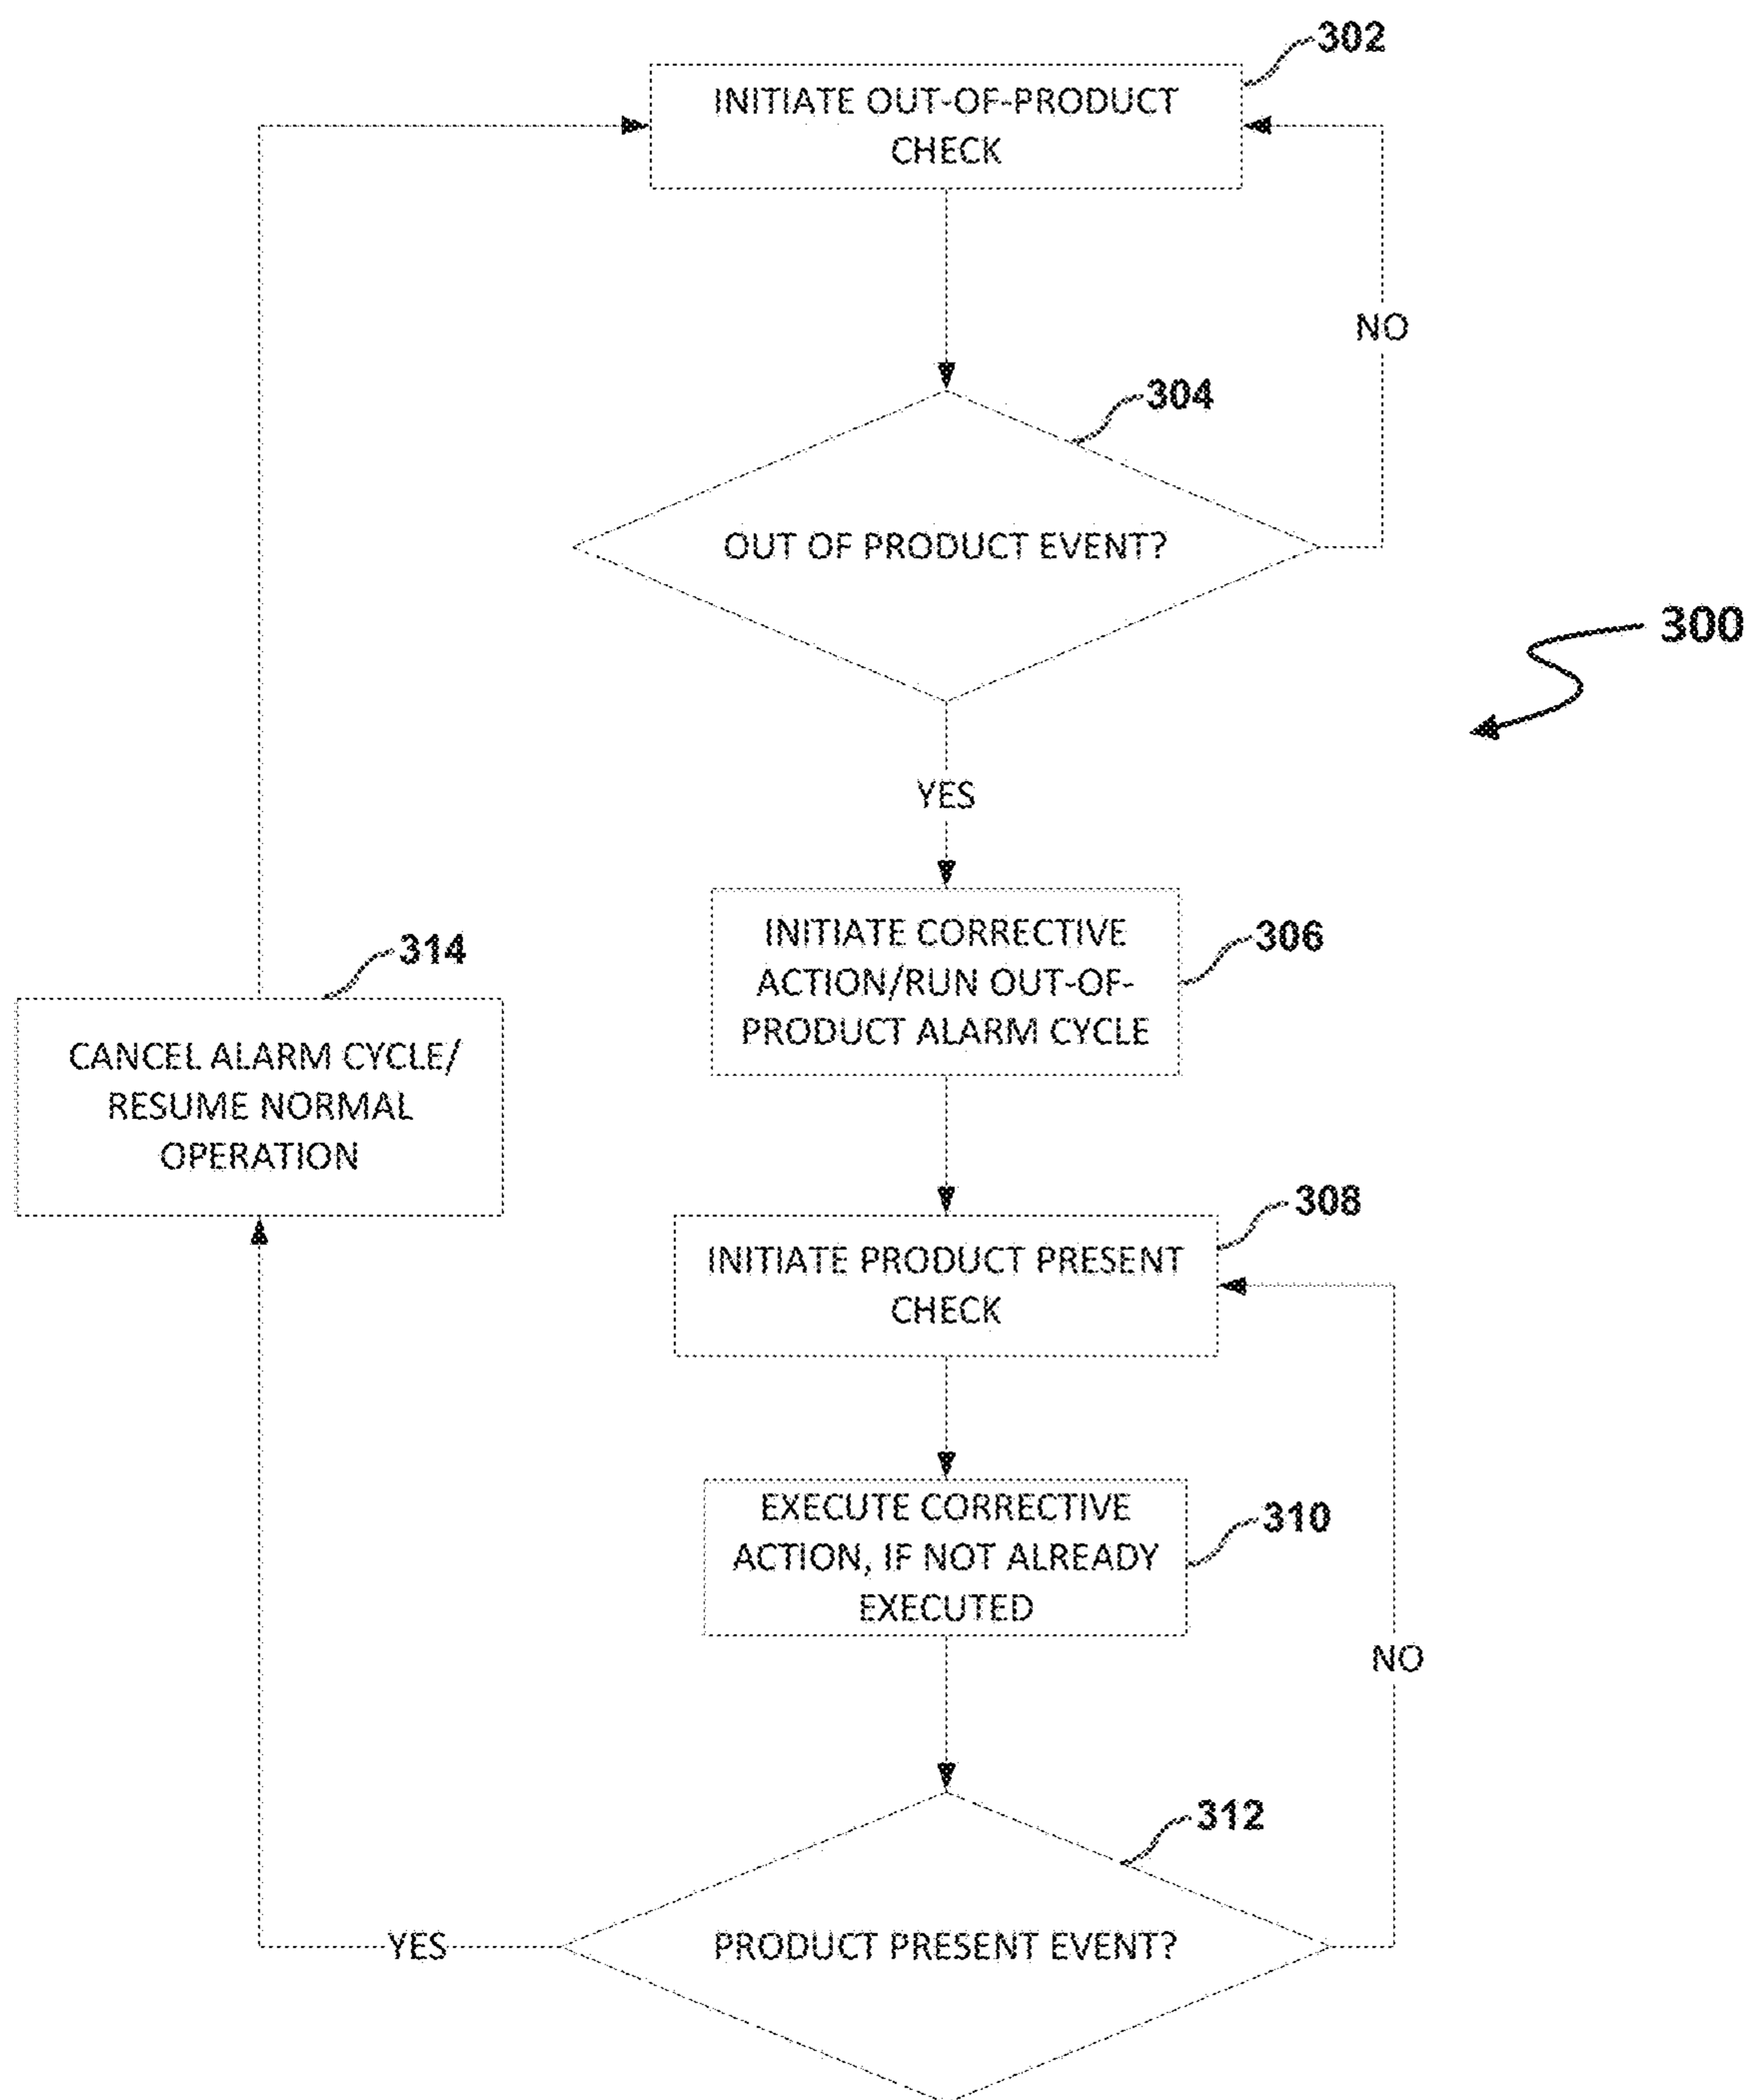 302
INITIATE OUT-OF-PRODUCT
CHECK
NO
304
OUT OF PRODUCT EVENT?
300
YES
306
INITIATE CORRECTIVE
ACTION/RUN OUT-OF-
PRODUCT ALARM CYCLE
314
CANCEL ALARM CYCLE/
RESUME NORMAL
OPERATION
308
INITIATE PRODUCT PRESENT
CHECK
310
EXECUTE CORRECTIVE
ACTION, IF NOT ALREADY
EXECUTED
NO
312
PRODUCT PRESENT EVENT?
YES